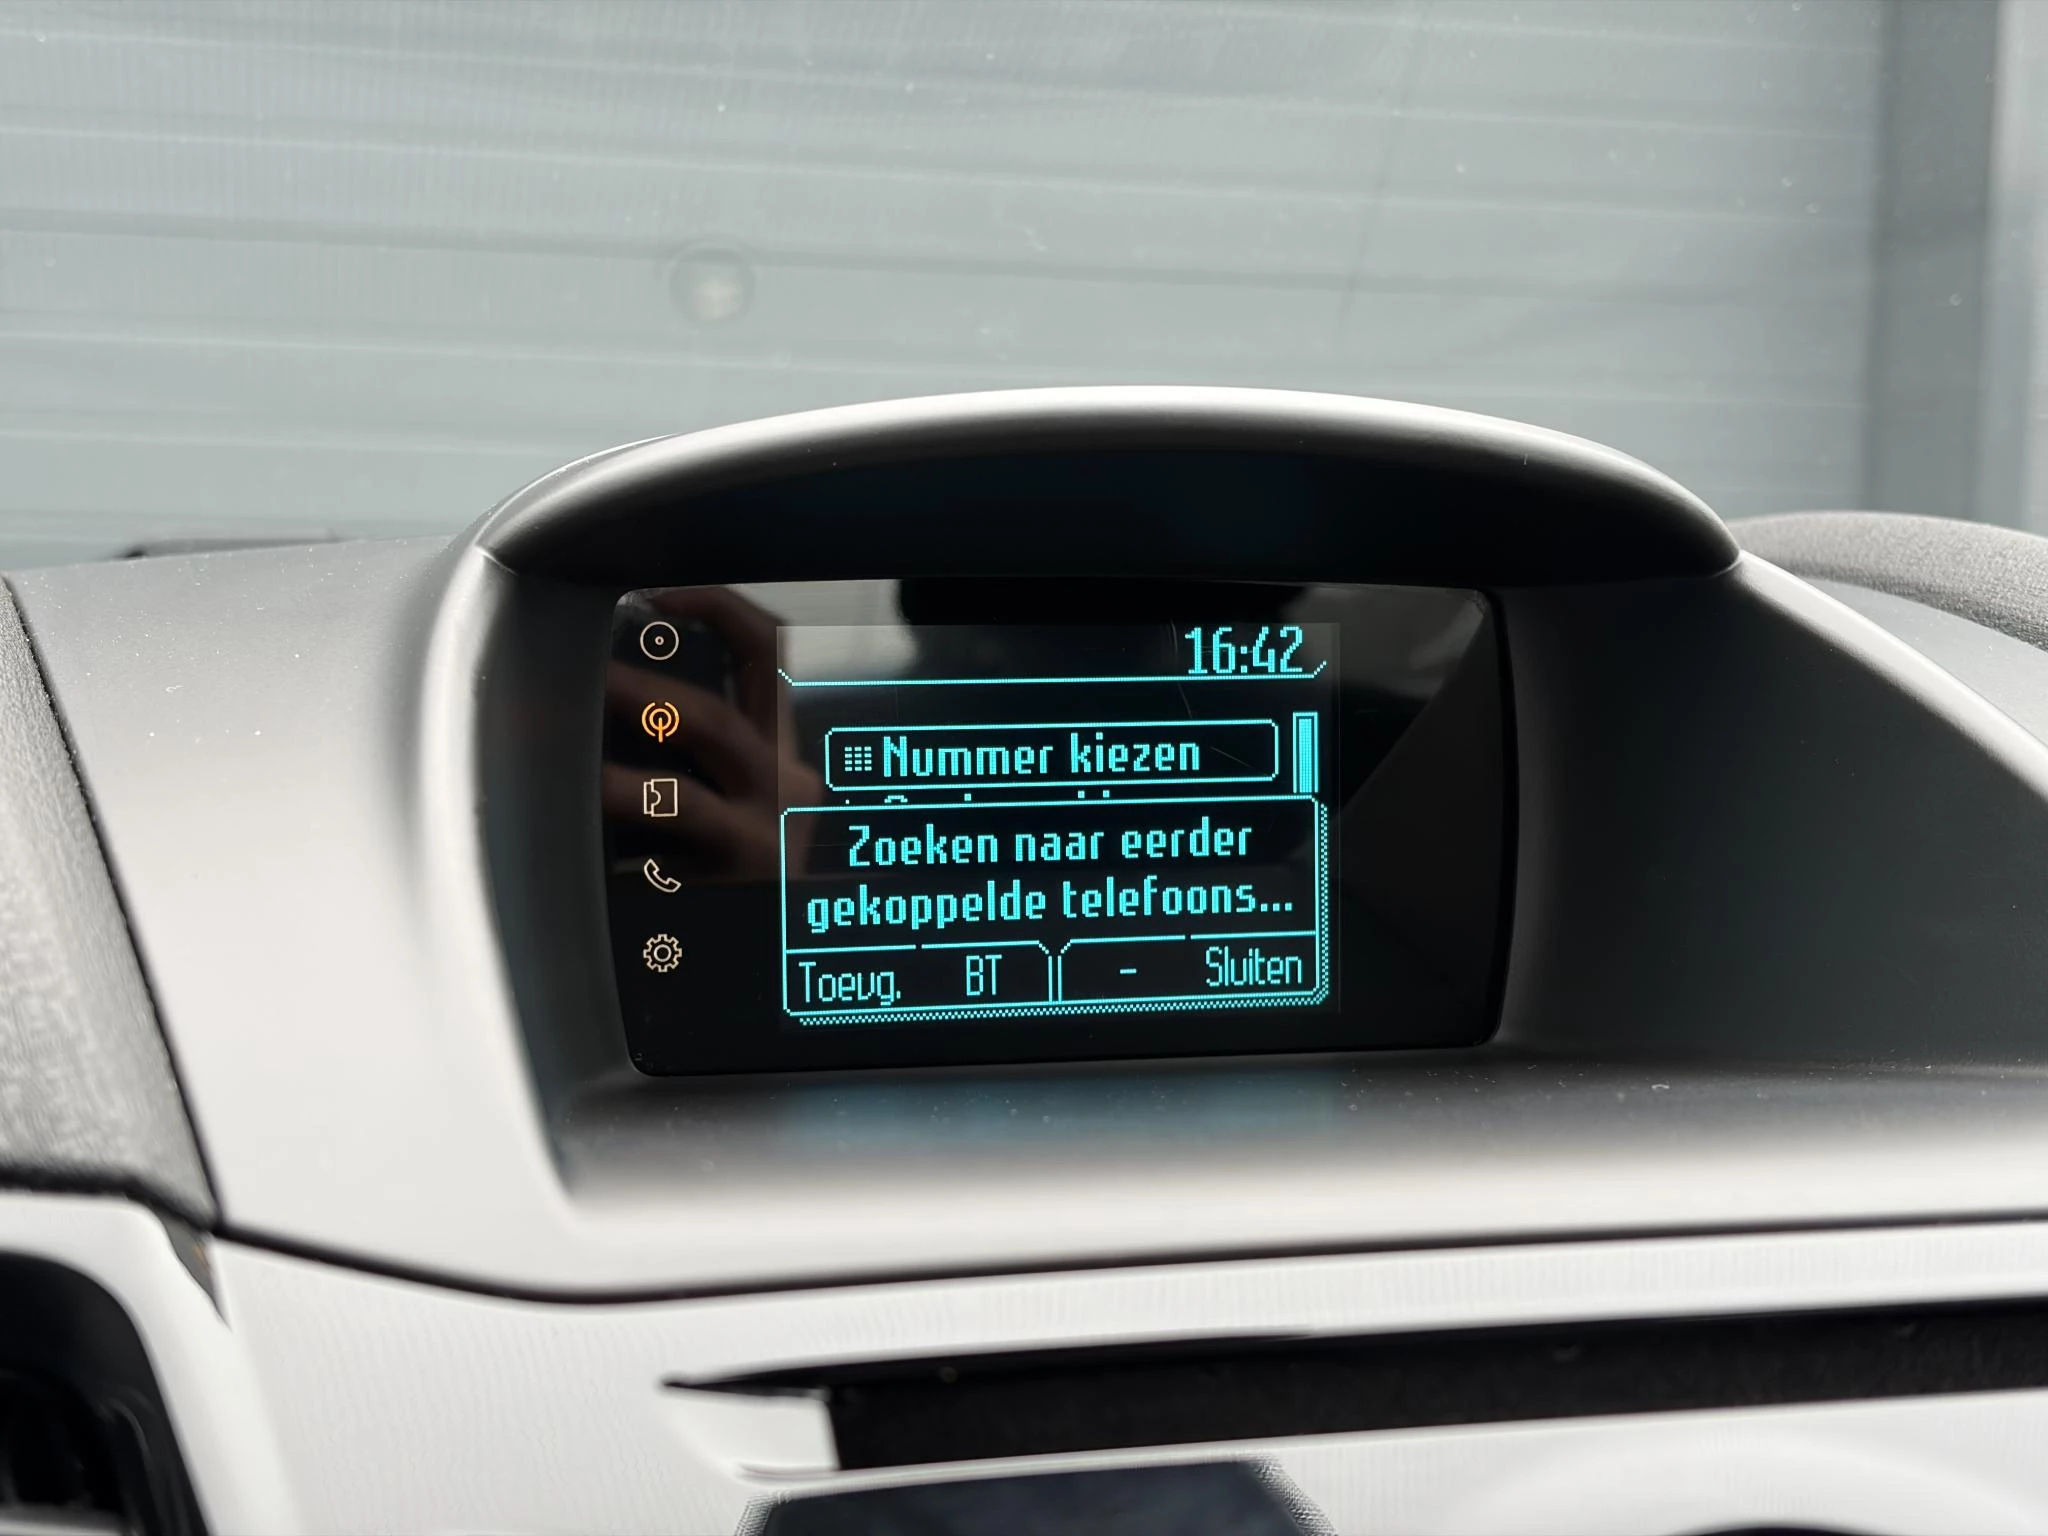 16:42
Nummer kiezen
Zoeken naar eerder
gekoppelde telefoons...
Toevg. BT - Sluiten